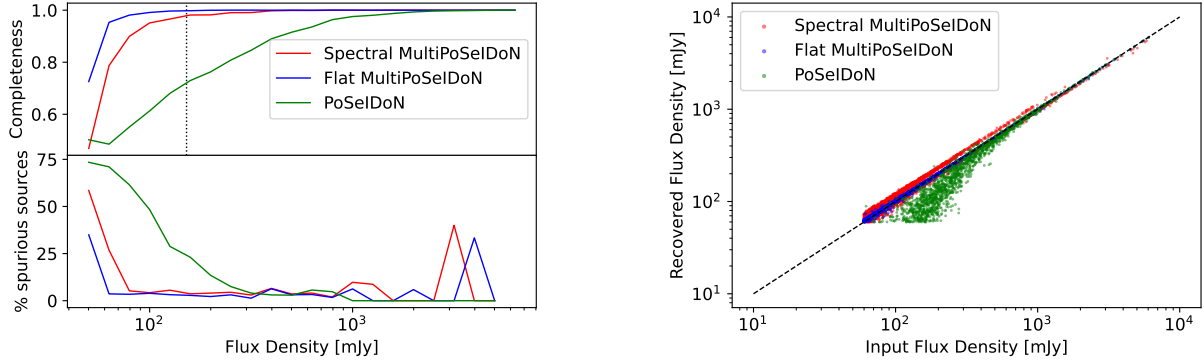 Completeness
1.0
0.8
0.6
Spectral MultiPoSeIDoN
Flat MultiPoSeIDoN
PoSeIDoN
% spurious sources
75
50
25
0
10²
10³
Flux Density [mJy]
Recovered Flux Density [mJy]
10⁴
10³
10²
10¹
Spectral MultiPoSeIDoN
Flat MultiPoSeIDoN
PoSeIDoN
10¹
10²
10³
10⁴
Input Flux Density [mJy]